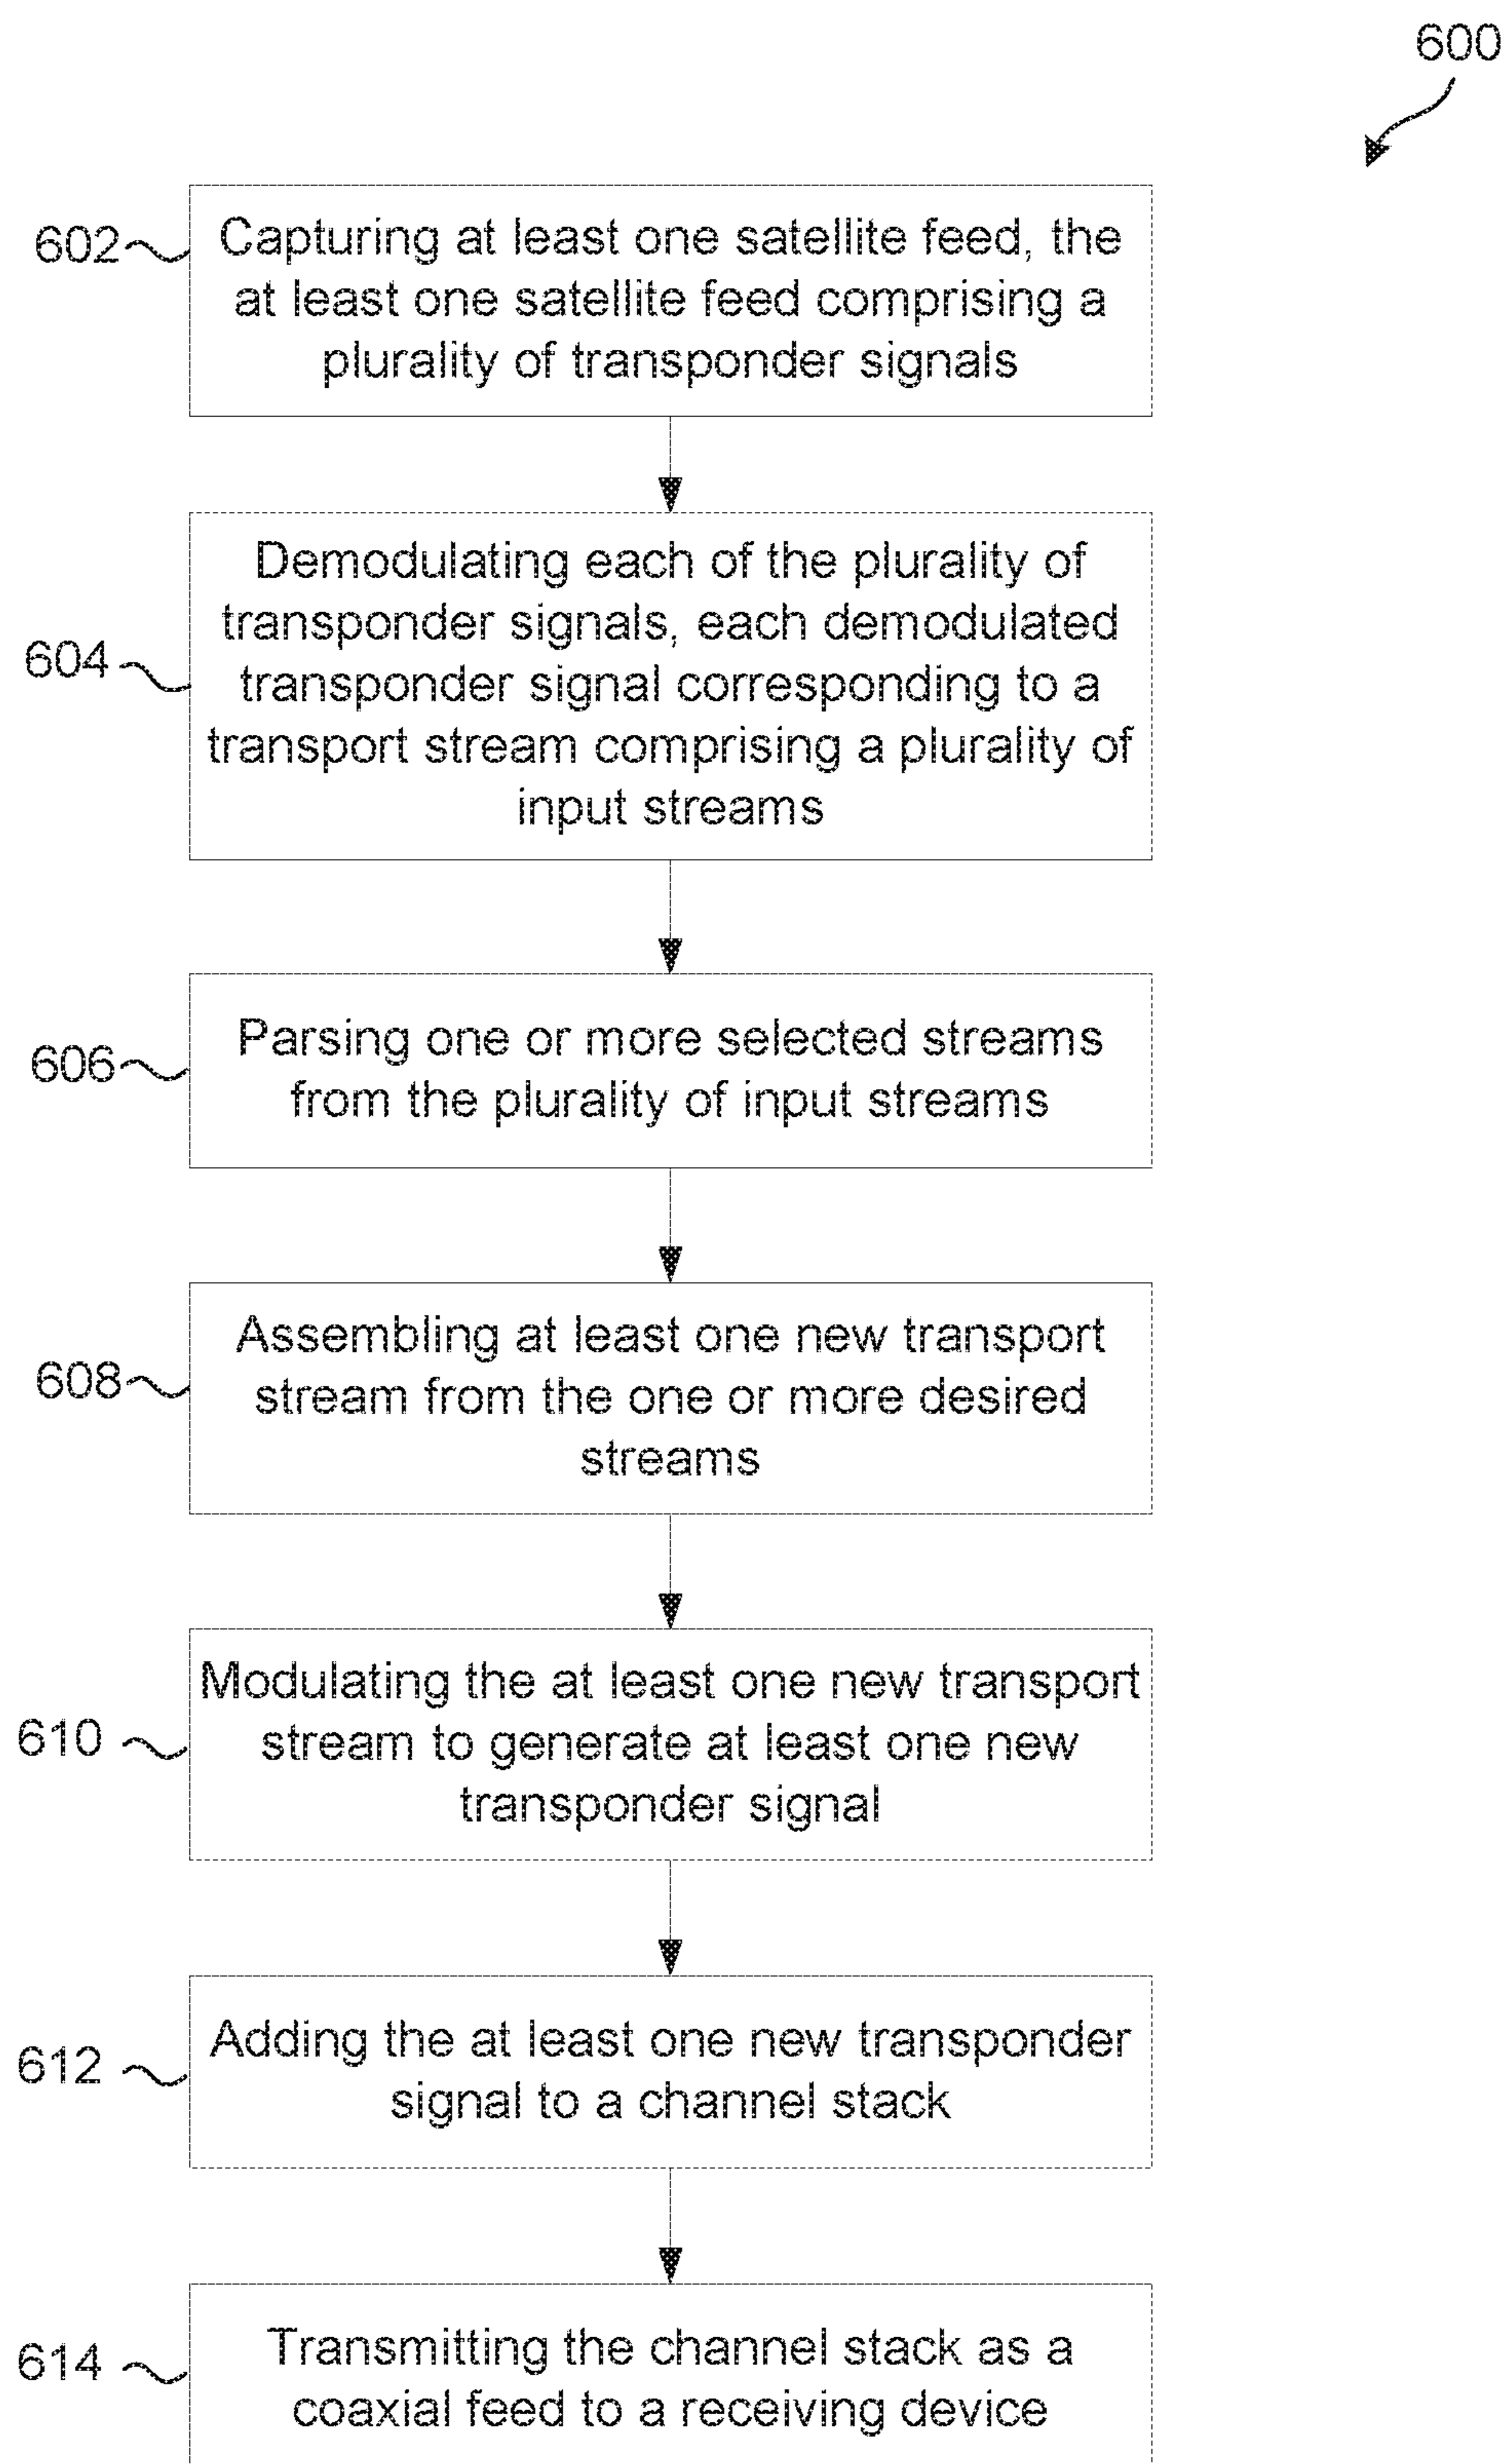 600
602
Capturing at least one satellite feed, the
at least one satellite feed comprising a
plurality of transponder signals
604
Demodulating each of the plurality of
transponder signals, each demodulated
transponder signal corresponding to a
transport stream comprising a plurality of
input streams
606
Parsing one or more selected streams
from the plurality of input streams
608
Assembling at least one new transport
stream from the one or more desired
streams
610
Modulating the at least one new transport
stream to generate at least one new
transponder signal
612
Adding the at least one new transponder
signal to a channel stack
614
Transmitting the channel stack as a
coaxial feed to a receiving device